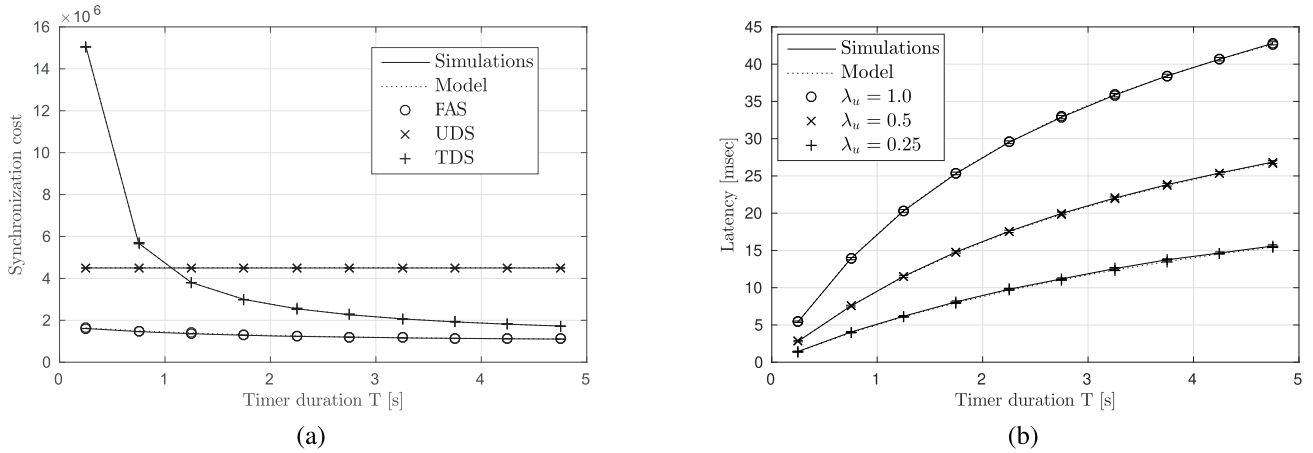 ×10⁶
16
14
12
10
8
6
4
2
0
Synchronization cost
Simulations
Model
FAS
UDS
TDS
0 1 2 3 4 5
Timer duration T [s]
(a)
45
40
35
30
25
20
15
10
5
0
Latency [msec]
Simulations
Model
λu = 1.0
λu = 0.5
λu = 0.25
0 1 2 3 4 5
Timer duration T [s]
(b)